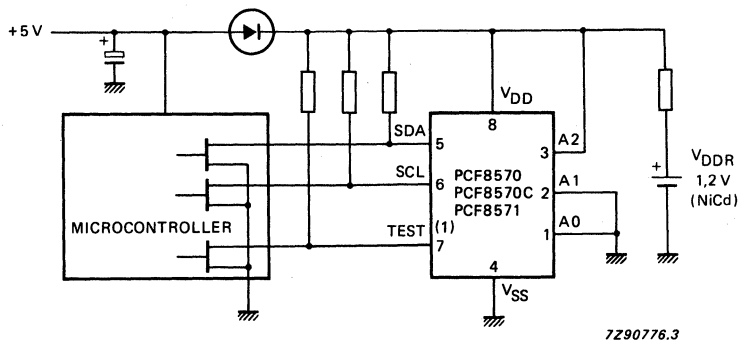 +5 V
+
VDD
8
SDA
5
A2
3
SCL
6
PCF8570
PCF8570C
PCF8571
A1
2
+
VDDR
1,2 V
(NiCd)
MICROCONTROLLER
TEST
(1)
7
A0
1
4
VSS
7Z90776.3